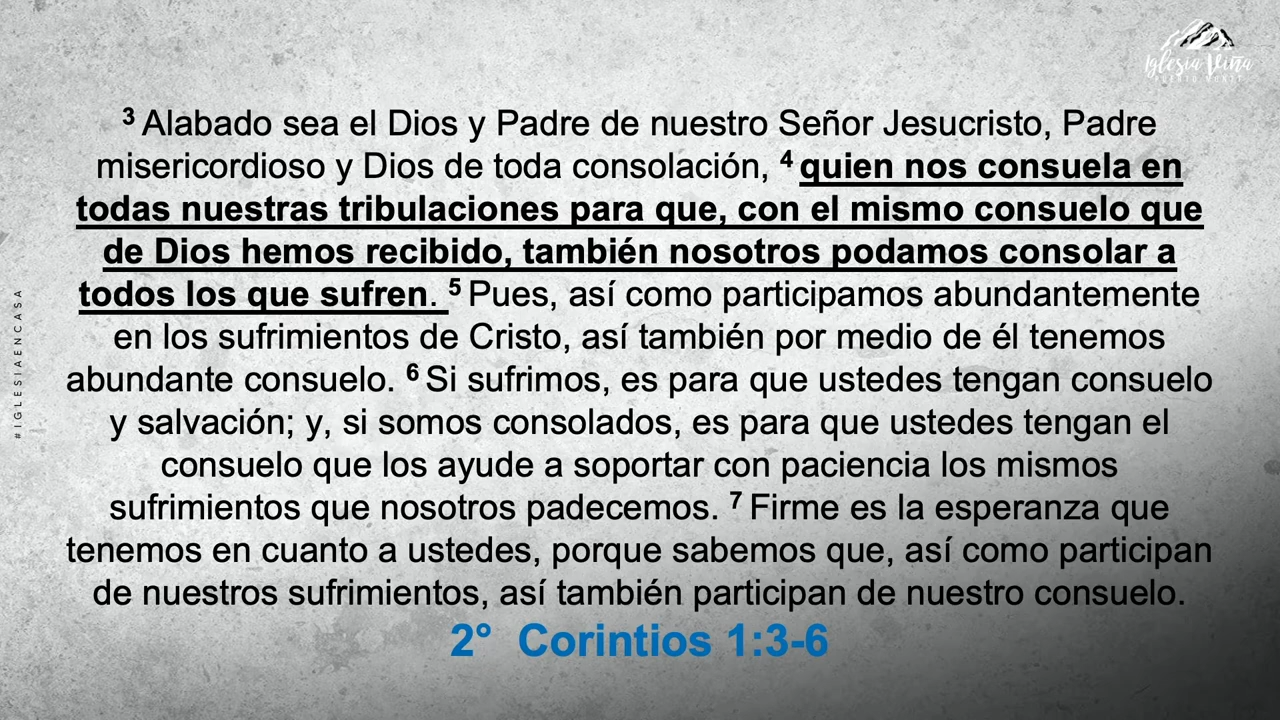 Iglesia Viña
PUERTO MONTT
#IGLESIAENCASA
³ Alabado sea el Dios y Padre de nuestro Señor Jesucristo, Padre
misericordioso y Dios de toda consolación, ⁴ quien nos consuela en
todas nuestras tribulaciones para que, con el mismo consuelo que
de Dios hemos recibido, también nosotros podamos consolar a
todos los que sufren. ⁵ Pues, así como participamos abundantemente
en los sufrimientos de Cristo, así también por medio de él tenemos
abundante consuelo. ⁶ Si sufrimos, es para que ustedes tengan consuelo
y salvación; y, si somos consolados, es para que ustedes tengan el
consuelo que los ayude a soportar con paciencia los mismos
sufrimientos que nosotros padecemos. ⁷ Firme es la esperanza que
tenemos en cuanto a ustedes, porque sabemos que, así como participan
de nuestros sufrimientos, así también participan de nuestro consuelo.
2° Corintios 1:3-6